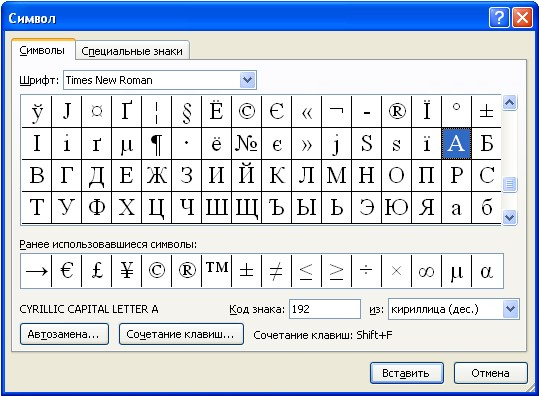 Символ
Символы Специальные знаки
Шрифт: Times New Roman
ў Ј ¤ Ґ ¦ § Ё © Є « ¬ - ® Ї ° ±
І і ґ µ ¶ · ё № є » ј Ѕ ѕ ї А Б
В Г Д Е Ж З И Й К Л М Н О П Р С
Т У Ф Х Ц Ч Ш Щ Ъ Ы Ь Э Ю Я а б
Ранее использовавшиеся символы:
→ € £ ¥ © ® ™ ± ≠ ≤ ≥ ÷ × ∞ µ α
CYRILLIC CAPITAL LETTER A Код знака: 192 из: кириллица (дес.)
Автозамена... Сочетание клавиш... Сочетание клавиш: Shift+F
Вставить Отмена